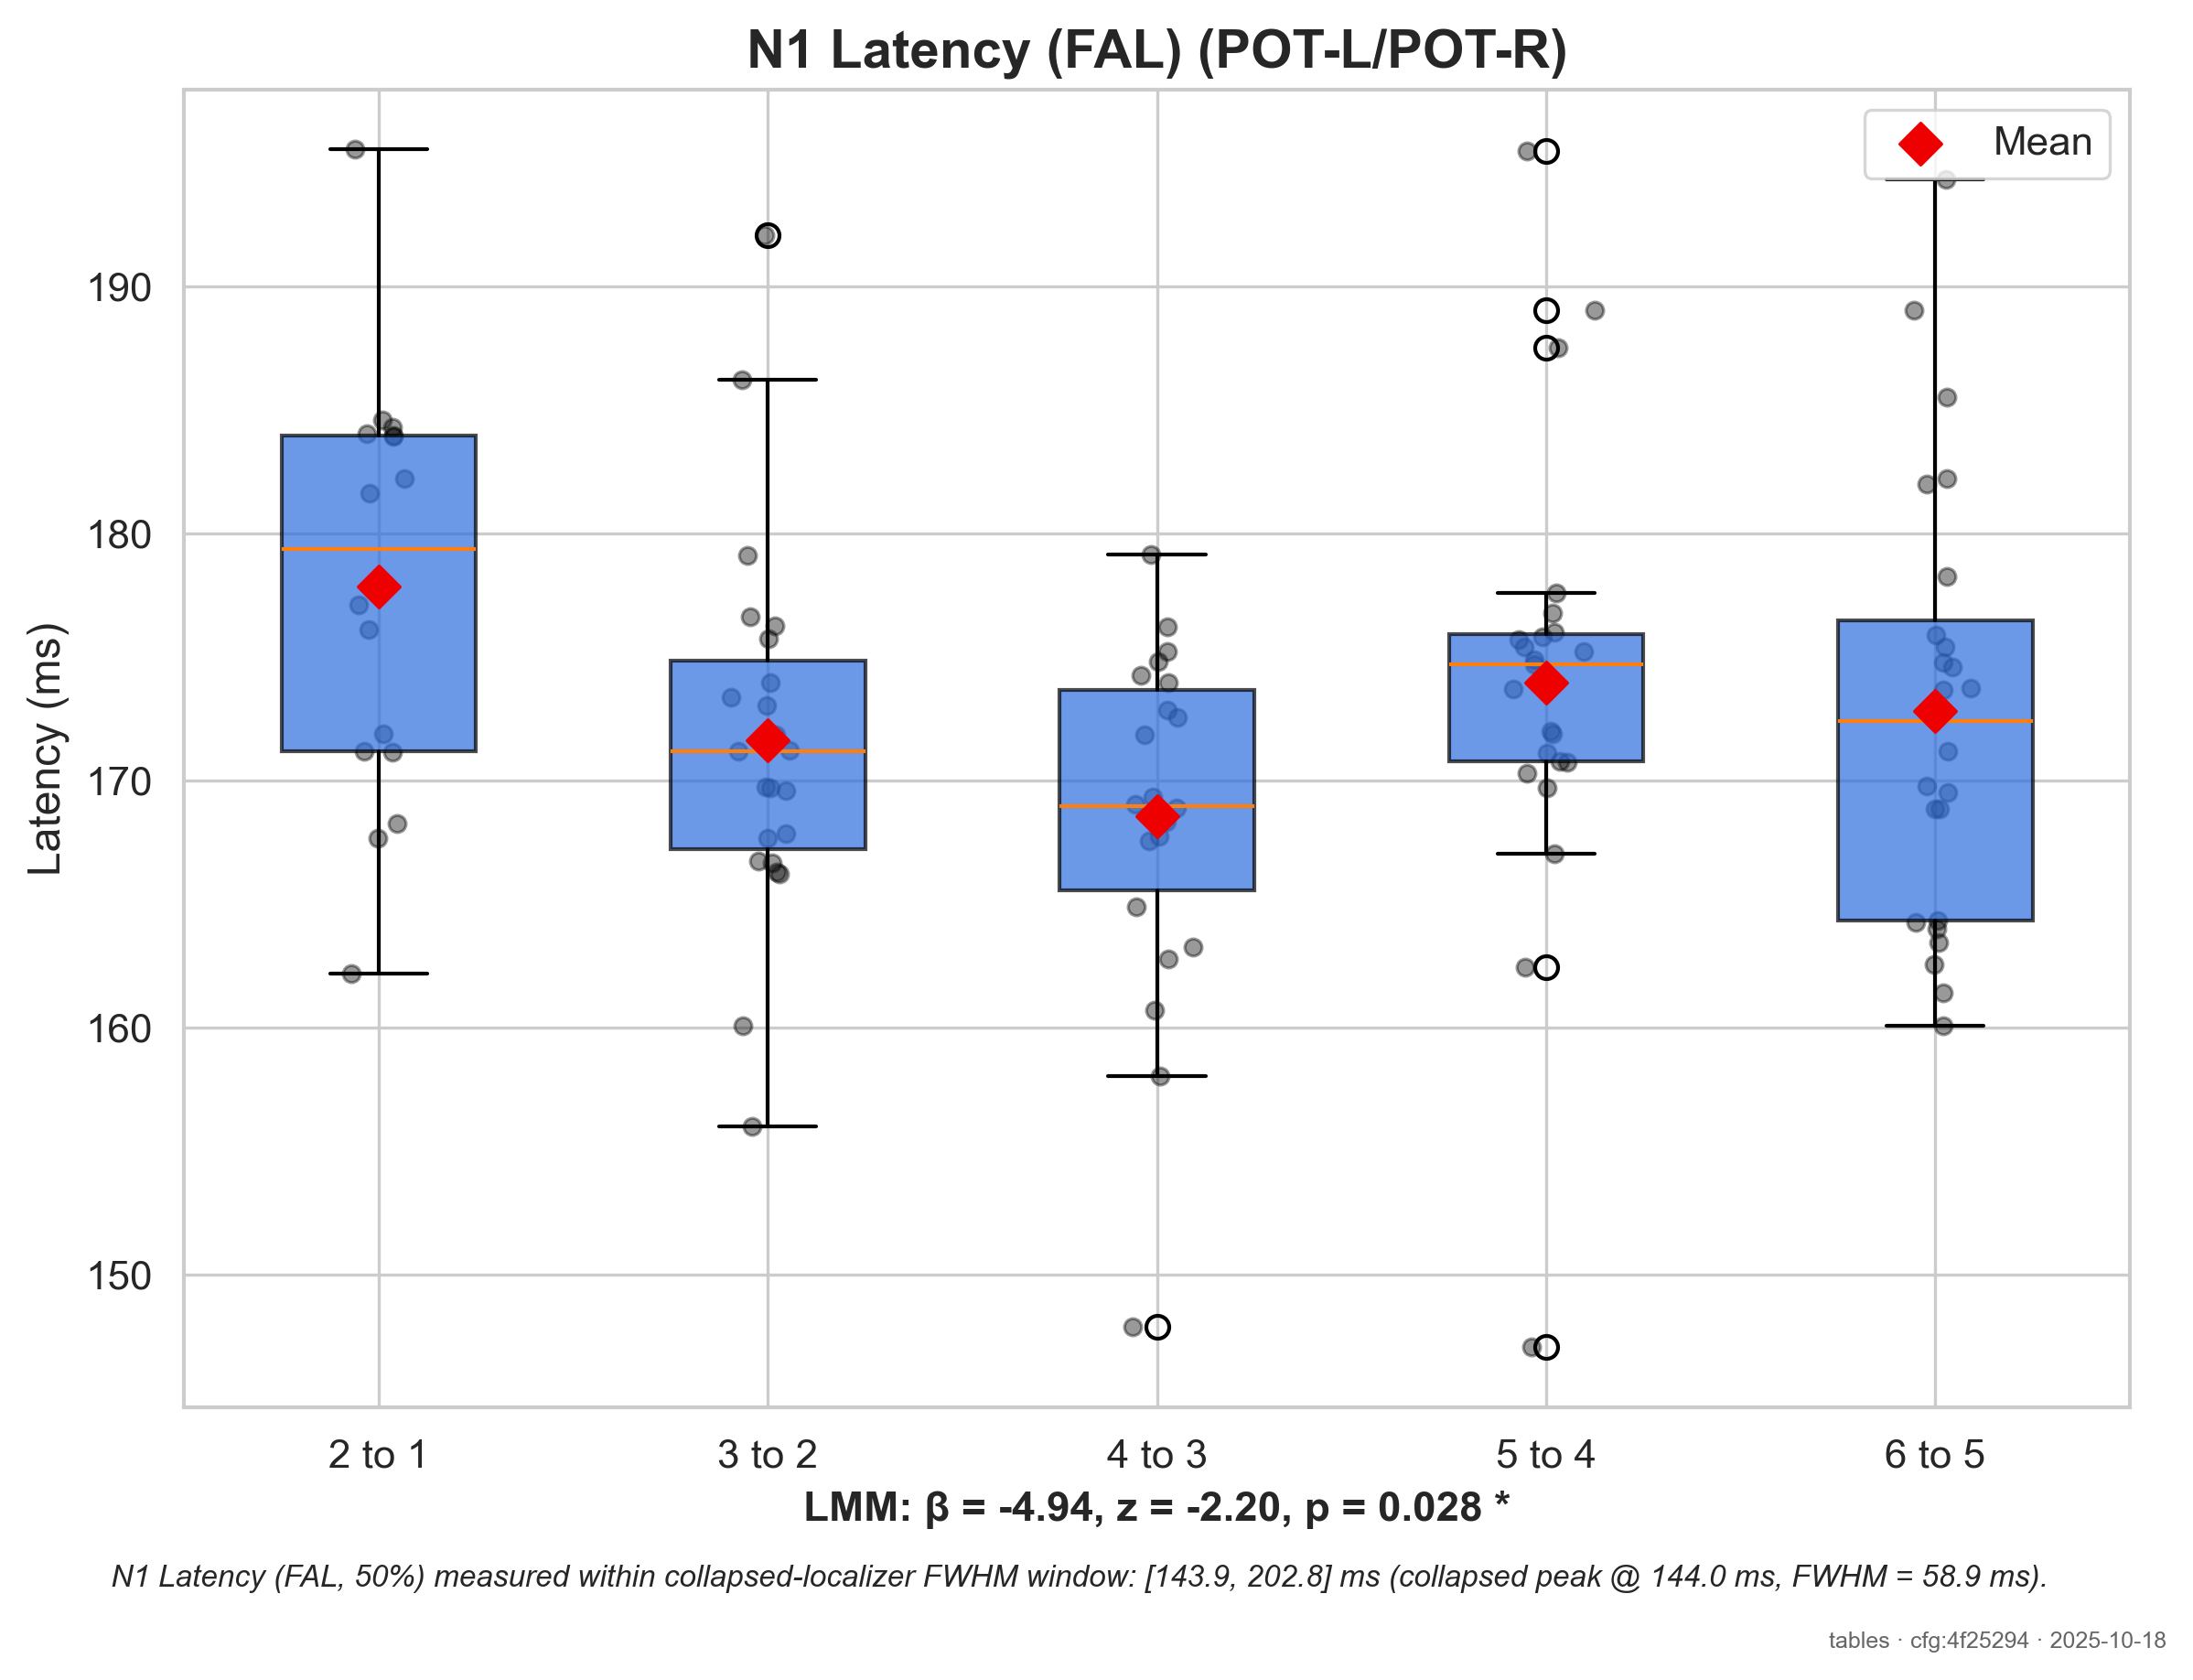 N1 Latency (FAL) (POT-L/POT-R)
Mean
Latency (ms)
190
180
170
160
150
2 to 1
3 to 2
4 to 3
5 to 4
6 to 5
LMM: β = -4.94, z = -2.20, p = 0.028 *
N1 Latency (FAL, 50%) measured within collapsed-localizer FWHM window: [143.9, 202.8] ms (collapsed peak @ 144.0 ms, FWHM = 58.9 ms).
tables · cfg:4f25294 · 2025-10-18